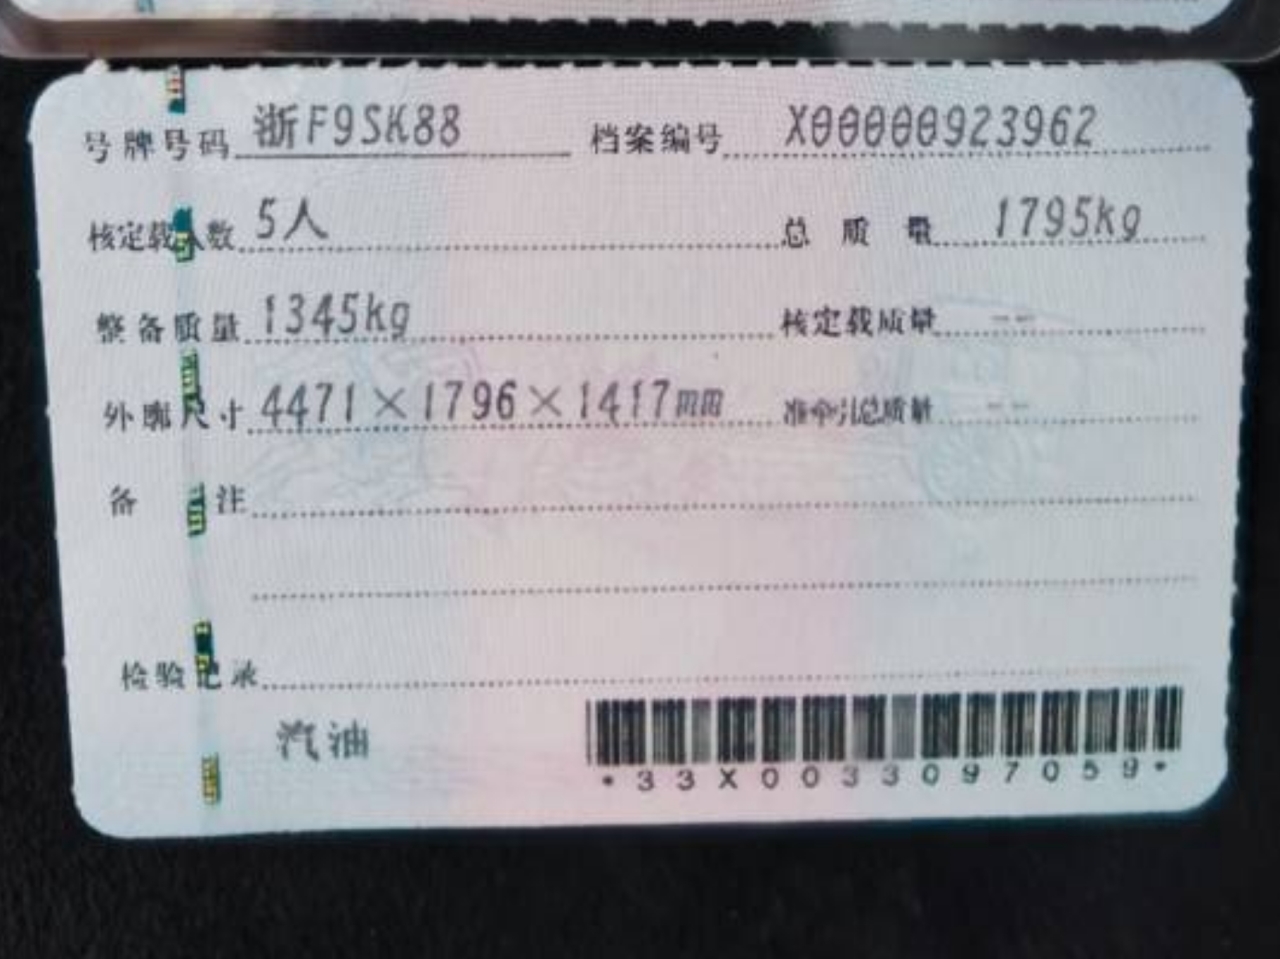 号牌号码 浙F9SK88 档案编号 X00000923962
核定载人数 5人 总质量 1795kg
整备质量 1345kg 核定载质量 --
外廓尺寸 4471×1796×1417mm 准牵引总质量 --
备注
检验记录
汽油
*33X0033097059*